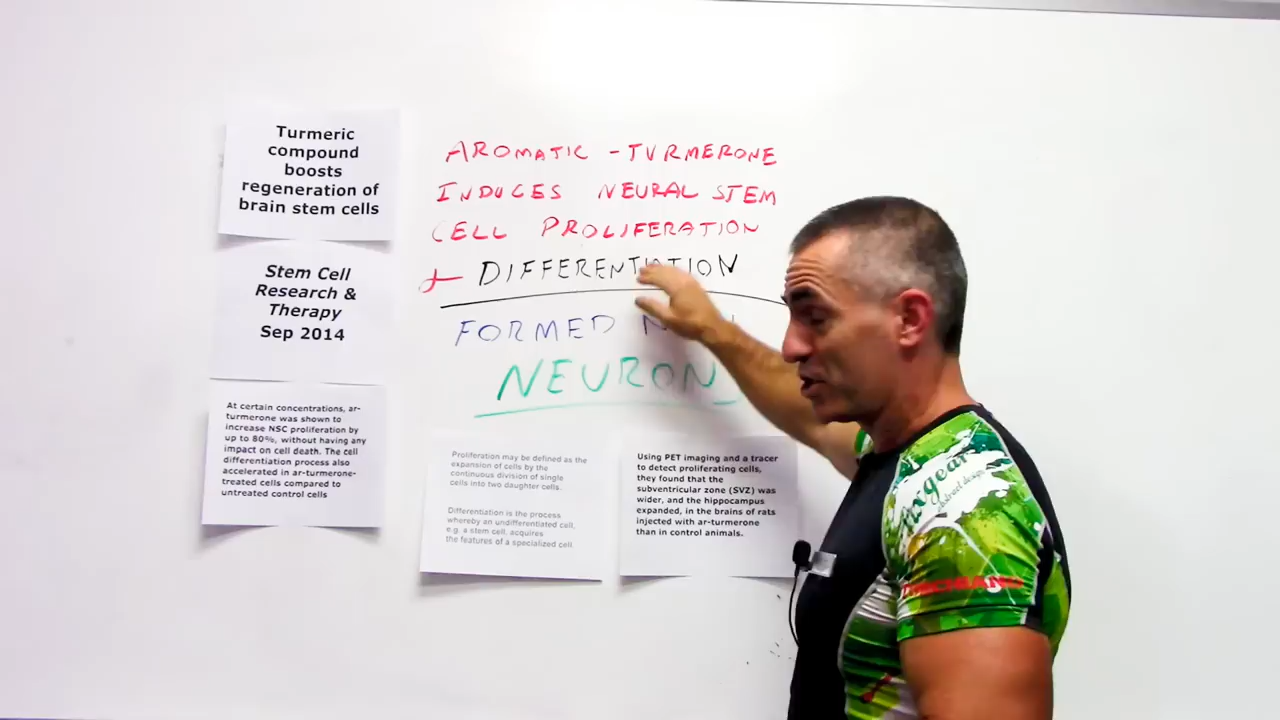 Turmeric
compound
boosts
regeneration of
brain stem cells
Stem Cell
Research &
Therapy
Sep 2014
At certain concentrations, ar-
turmerone was shown to
increase NSC proliferation by
up to 80%, without having any
impact on cell death. The cell
differentiation process also
accelerated in ar-turmerone-
treated cells compared to
untreated control cells
AROMATIC -TURMERONE
INDUCES NEURAL STEM
CELL PROLIFERATION
+ DIFFERENTIATION
FORMED
NEURON
Proliferation may be defined as the
expansion of cells by the
continuous division of single
cells into two daughter cells.
Differentiation is the process
whereby an undifferentiated cell,
e.g. a stem cell, acquires
the features of a specialized cell
Using PET imaging and a tracer
to detect proliferating cells,
they found that the
subventricular zone (SVZ) was
wider, and the hippocampus
expanded, in the brains of rats
injected with ar-turmerone
than in control animals.